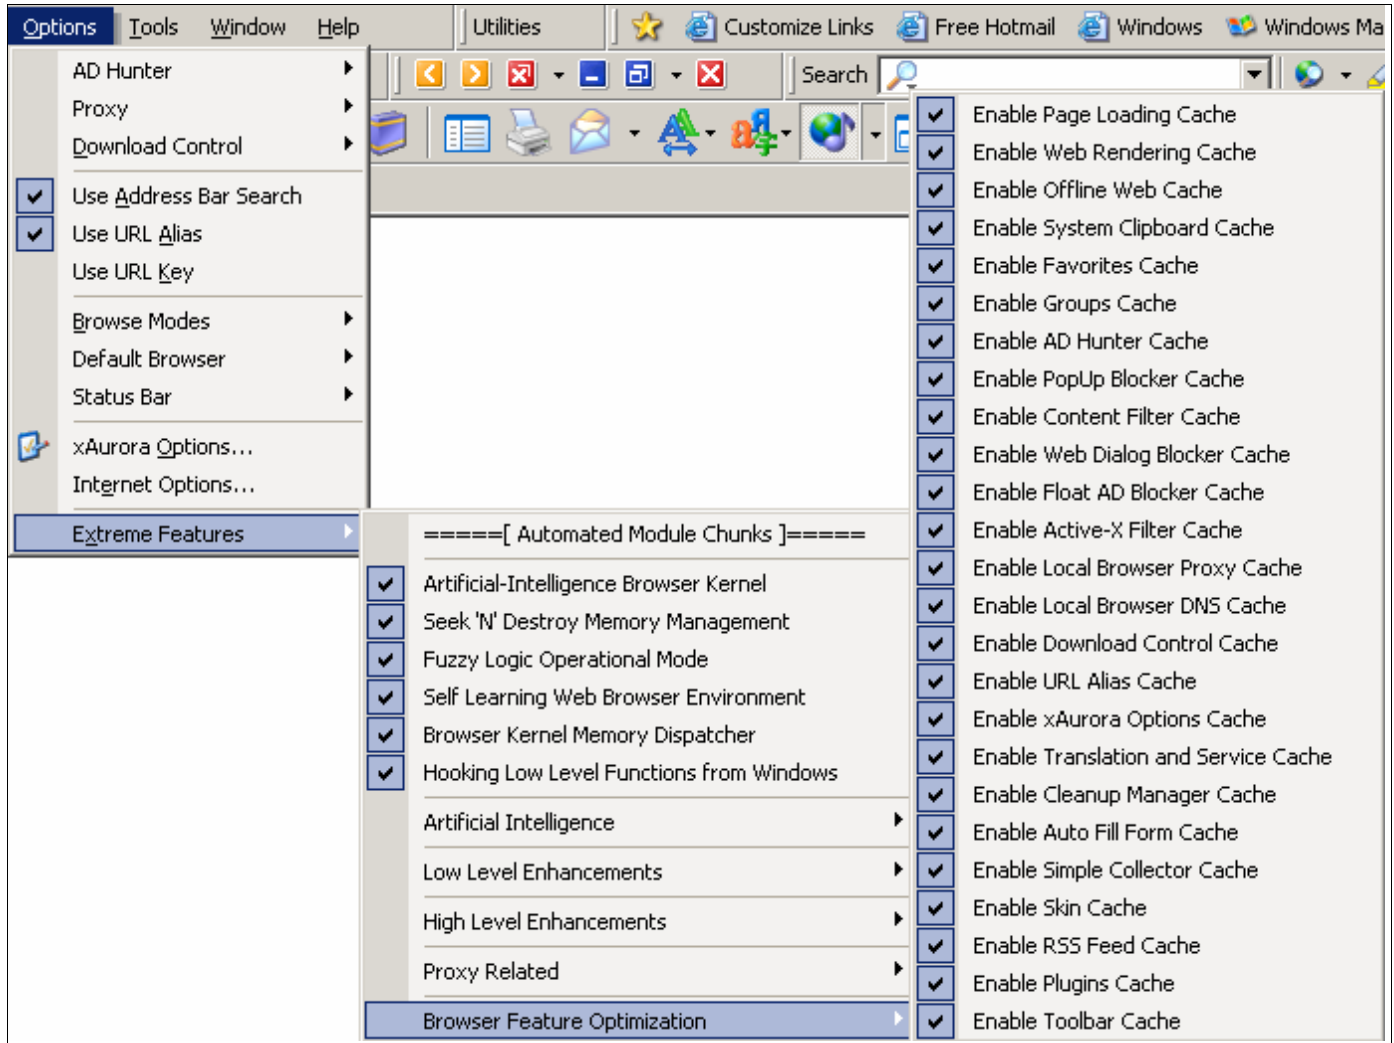 Options Tools Window Help Utilities Customize Links Free Hotmail Windows Windows Ma
Search
AD Hunter
Proxy
Download Control
Use Address Bar Search
Use URL Alias
Use URL Key
Browse Modes
Default Browser
Status Bar
xAurora Options...
Internet Options...
Extreme Features
=====[ Automated Module Chunks ]=====
Artificial-Intelligence Browser Kernel
Seek 'N' Destroy Memory Management
Fuzzy Logic Operational Mode
Self Learning Web Browser Environment
Browser Kernel Memory Dispatcher
Hooking Low Level Functions from Windows
Artificial Intelligence
Low Level Enhancements
High Level Enhancements
Proxy Related
Browser Feature Optimization
Enable Page Loading Cache
Enable Web Rendering Cache
Enable Offline Web Cache
Enable System Clipboard Cache
Enable Favorites Cache
Enable Groups Cache
Enable AD Hunter Cache
Enable PopUp Blocker Cache
Enable Content Filter Cache
Enable Web Dialog Blocker Cache
Enable Float AD Blocker Cache
Enable Active-X Filter Cache
Enable Local Browser Proxy Cache
Enable Local Browser DNS Cache
Enable Download Control Cache
Enable URL Alias Cache
Enable xAurora Options Cache
Enable Translation and Service Cache
Enable Cleanup Manager Cache
Enable Auto Fill Form Cache
Enable Simple Collector Cache
Enable Skin Cache
Enable RSS Feed Cache
Enable Plugins Cache
Enable Toolbar Cache